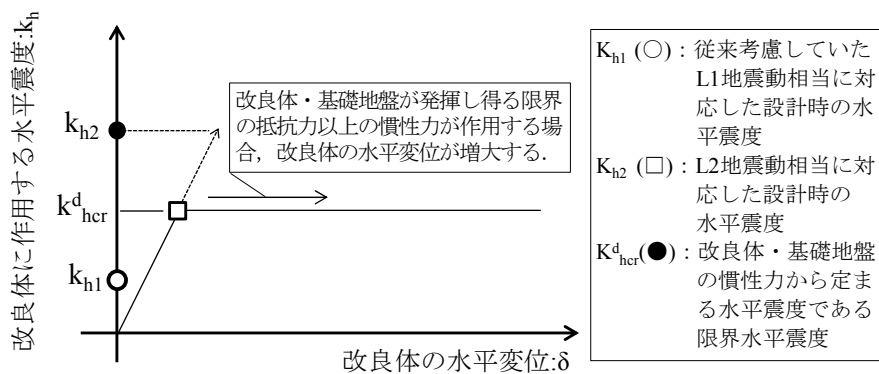 改良体に作用する水平震度:kh
kh2
kdhcr
kh1
改良体・基礎地盤が発揮し得る限界
の抵抗力以上の慣性力が作用する場
合，改良体の水平変位が増大する.
改良体の水平変位:δ
Kh1 (○)：従来考慮していた
L1地震動相当に対
応した設計時の水
平震度
Kh2 (□)：L2地震動相当に対
応した設計時の
水平震度
Kdhcr(●)：改良体・基礎地盤
の慣性力から定ま
る水平震度である
限界水平震度